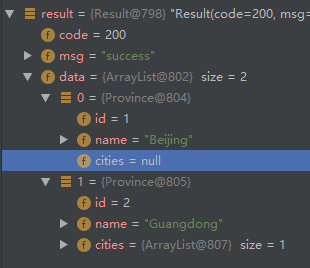 result = {Result@798} "Result(code=200, msg=
f code = 200
f msg = "success"
f data = {ArrayList@802} size = 2
0 = {Province@804}
f id = 1
f name = "Beijing"
f cities = null
1 = {Province@805}
f id = 2
f name = "Guangdong"
f cities = {ArrayList@807} size = 1